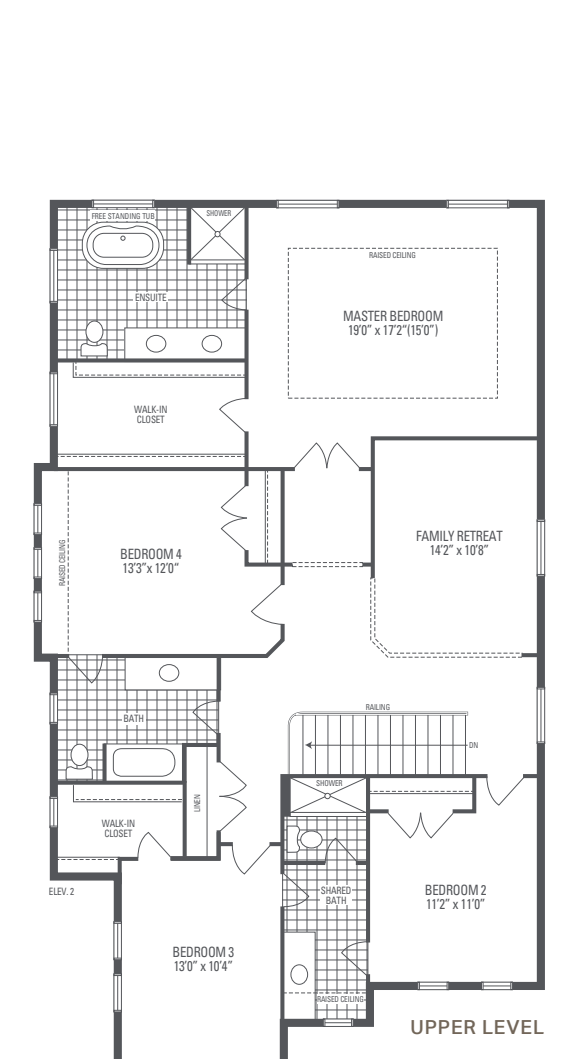 FREE STANDING TUB
SHOWER
RAISED CEILING
ENSUITE
MASTER BEDROOM
19'0" x 17'2"(15'0")
WALK-IN
CLOSET
FAMILY RETREAT
14'2" x 10'8"
RAISED CEILING
BEDROOM 4
13'3" x 12'0"
BATH
RAILING
DN
SHOWER
LINEN
WALK-IN
CLOSET
ELEV. 2
SHARED
BATH
BEDROOM 2
11'2" x 11'0"
BEDROOM 3
13'0" x 10'4"
RAISED CEILING
UPPER LEVEL